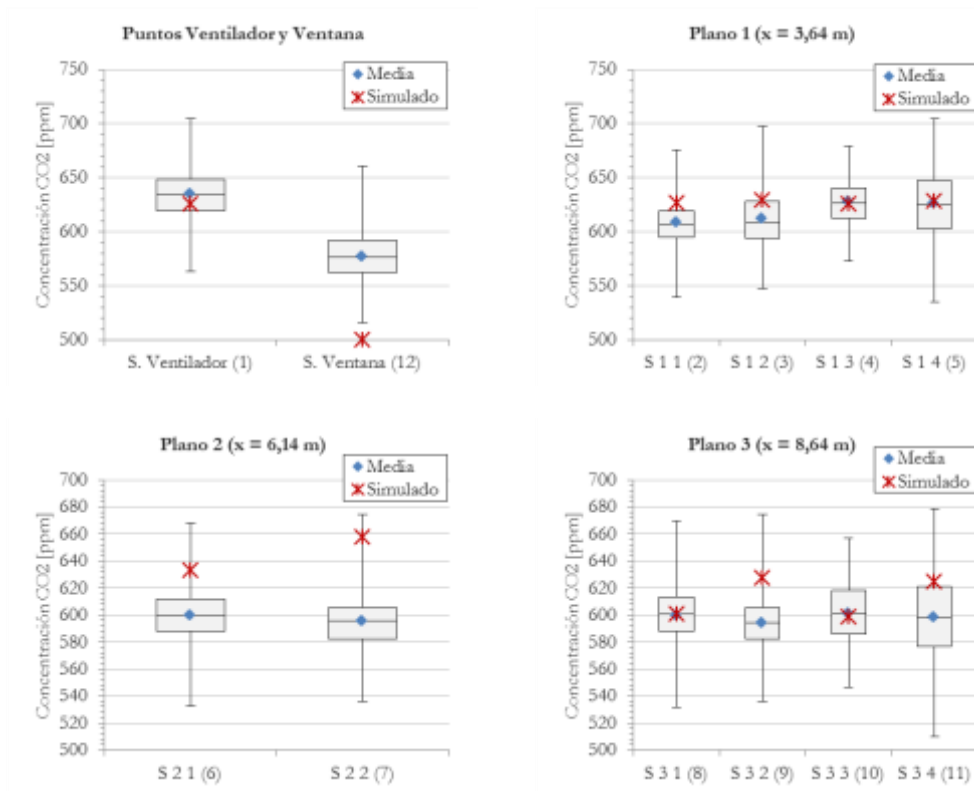 Puntos Ventilador y Ventana
Media
Simulado
Concentración CO2 [ppm]
750
700
650
600
550
500
S. Ventilador (1)
S. Ventana (12)
Plano 1 (x = 3,64 m)
Media
Simulado
Concentración CO2 [ppm]
750
700
650
600
550
500
S 1 1 (2)
S 1 2 (3)
S 1 3 (4)
S 1 4 (5)
Plano 2 (x = 6,14 m)
Media
Simulado
Concentración CO2 [ppm]
700
680
660
640
620
600
580
560
540
520
500
S 2 1 (6)
S 2 2 (7)
Plano 3 (x = 8,64 m)
Media
Simulado
Concentración CO2 [ppm]
700
680
660
640
620
600
580
560
540
520
500
S 3 1 (8)
S 3 2 (9)
S 3 3 (10)
S 3 4 (11)